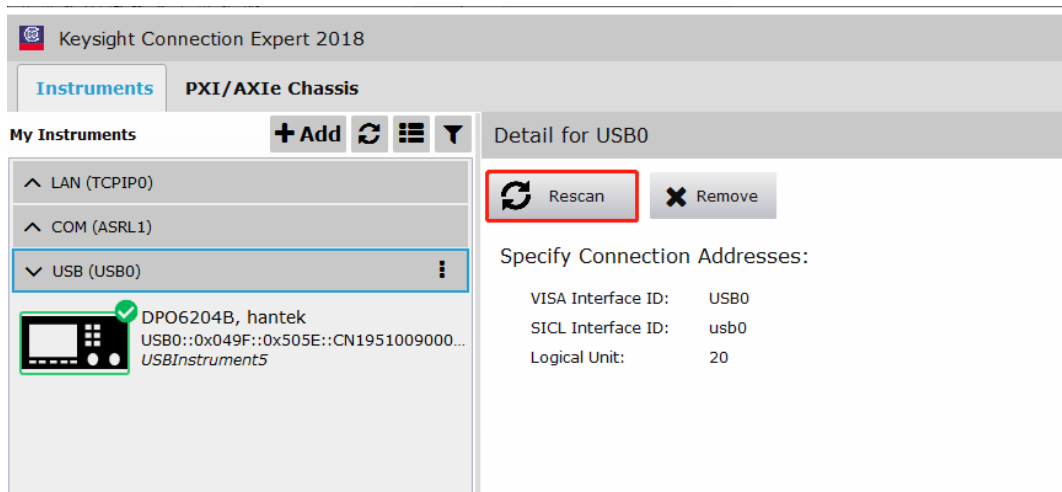 Keysight Connection Expert 2018
Instruments PXI/AXIe Chassis
My Instruments
+ Add
LAN (TCPIP0)
COM (ASRL1)
USB (USB0)
DPO6204B, hantek
USB0::0x049F::0x505E::CN1951009000...
USBInstrument5
Detail for USB0
Rescan
Remove
Specify Connection Addresses:
VISA Interface ID: USB0
SICL Interface ID: usb0
Logical Unit: 20